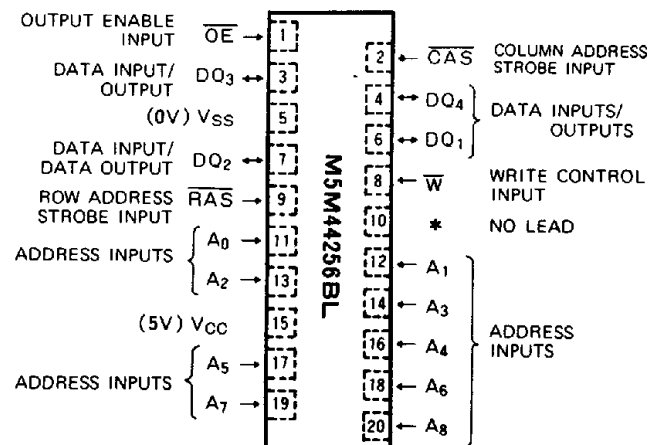 OUTPUT ENABLE
INPUT
OE
1
DATA INPUT/
OUTPUT
DQ3
3
(0V) VSS
5
DATA INPUT/
DATA OUTPUT
DQ2
7
ROW ADDRESS
STROBE INPUT
RAS
9
ADDRESS INPUTS
A0
11
A2
13
(5V) VCC
15
ADDRESS INPUTS
A5
17
A7
19
M5M44256BL
2
CAS
COLUMN ADDRESS
STROBE INPUT
4
DQ4
6
DQ1
DATA INPUTS/
OUTPUTS
8
W
WRITE CONTROL
INPUT
10
*
NO LEAD
12
A1
14
A3
16
A4
18
A6
20
A8
ADDRESS
INPUTS